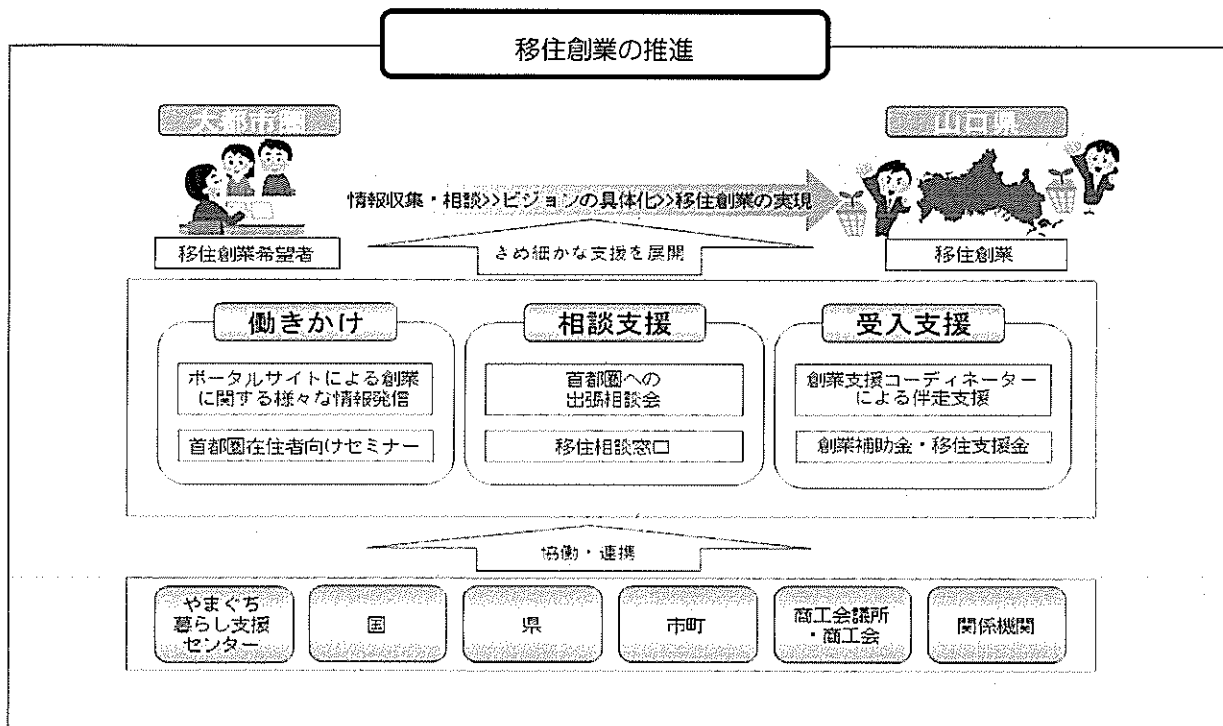 移住創業の推進
大都市圏
山口県
情報収集・相談>>ビジョンの具体化>>移住創業の実現
移住創業希望者
きめ細かな支援を展開
移住創業
働きかけ
相談支援
受入支援
ポータルサイトによる創業
に関する様々な情報発信
首都圏への
出張相談会
創業支援コーディネーター
による伴走支援
首都圏在住者向けセミナー
移住相談窓口
創業補助金・移住支援金
協働・連携
やまぐち
暮らし支援
センター
国
県
市町
商工会議所
・商工会
関係機関